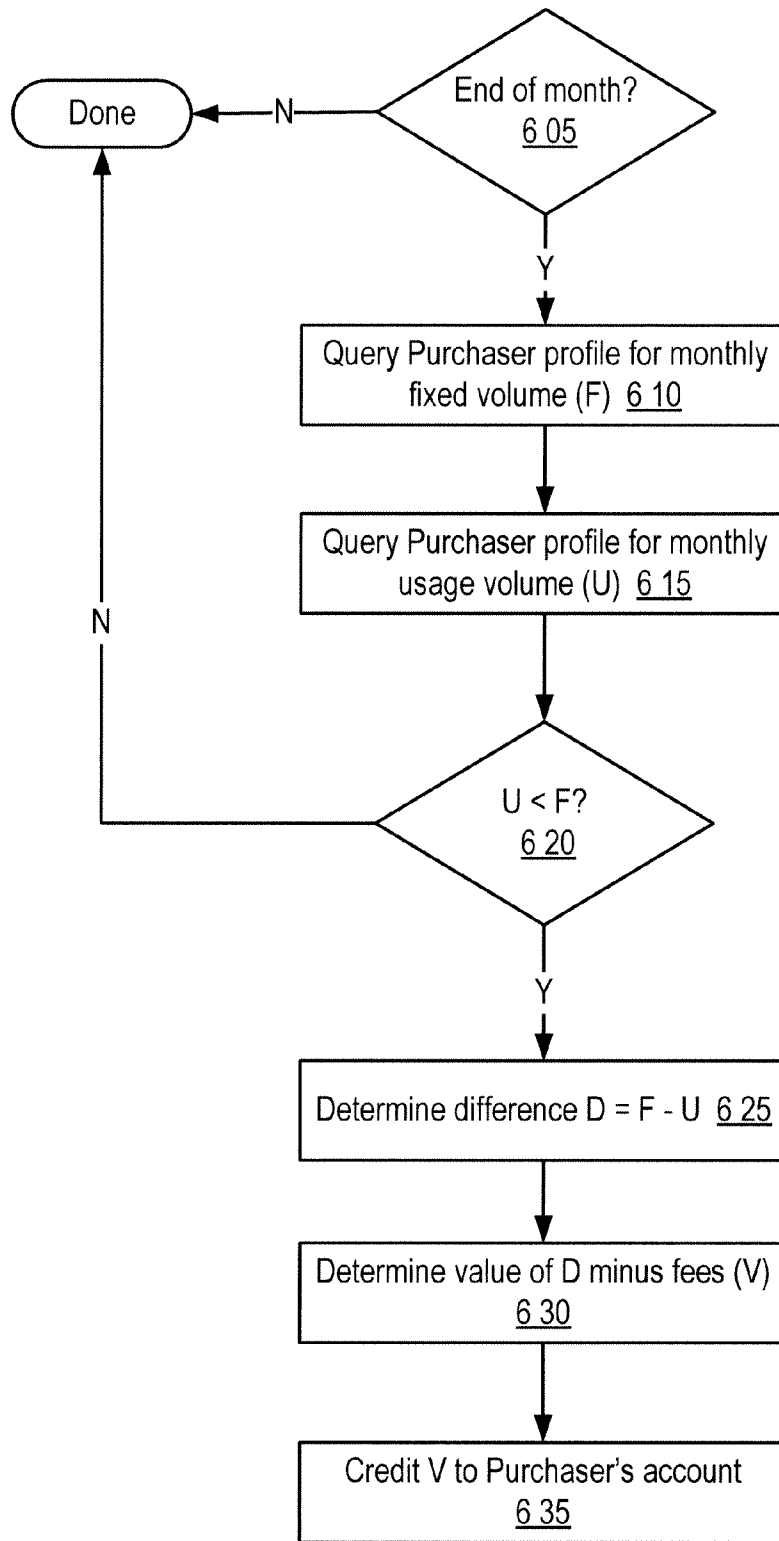 End of month?
6 05
Done
N
Y
Query Purchaser profile for monthly
fixed volume (F) 6 10
Query Purchaser profile for monthly
usage volume (U) 6 15
N
U < F?
6 20
Y
Determine difference D = F - U 6 25
Determine value of D minus fees (V)
6 30
Credit V to Purchaser's account
6 35